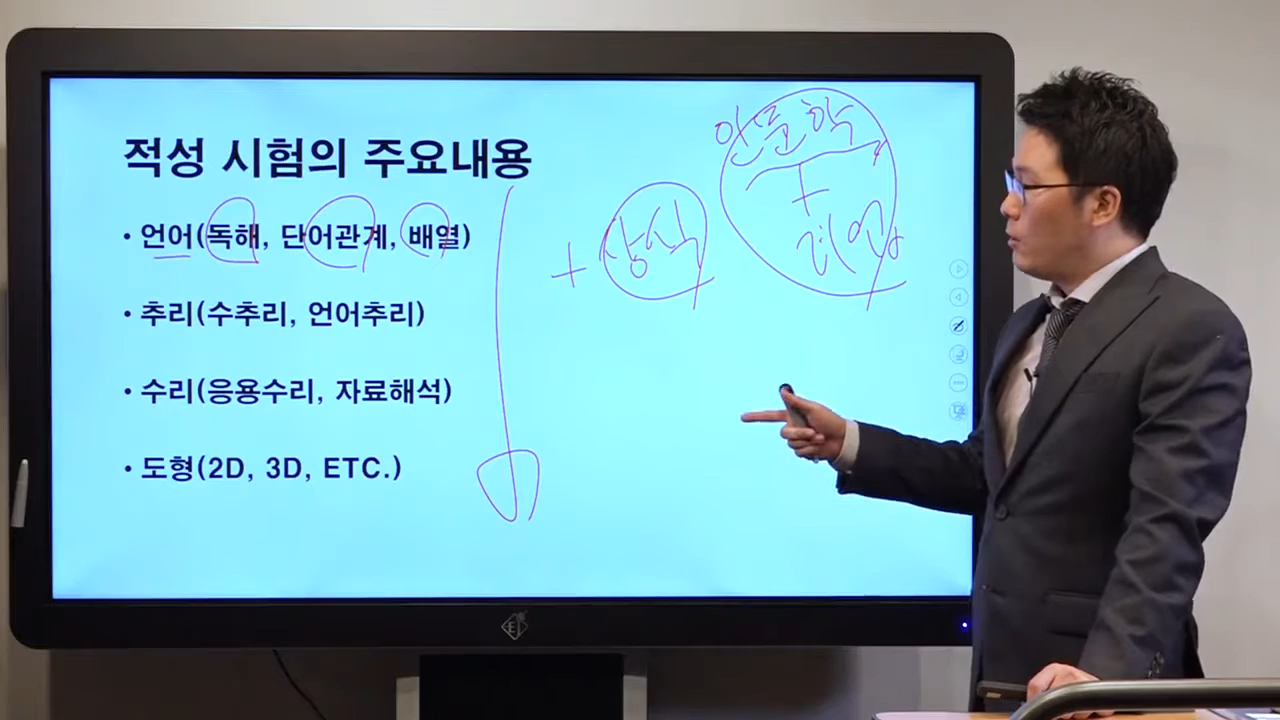 적성 시험의 주요내용
• 언어(독해, 단어관계, 배열)
• 추리(수추리, 언어추리)
• 수리(응용수리, 자료해석)
• 도형(2D, 3D, ETC.)
+ 상식
인문학
+